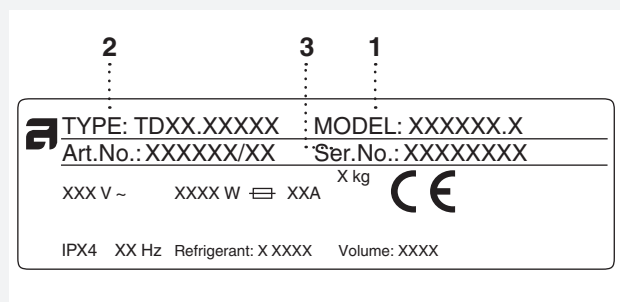 2 3 1
TYPE: TDXX.XXXXX MODEL: XXXXXX.X
Art.No.: XXXXXX/XX Ser.No.: XXXXXXXX
XXX V ~ XXXX W XXA X kg CE
IPX4 XX Hz Refrigerant: X XXXX Volume: XXXX